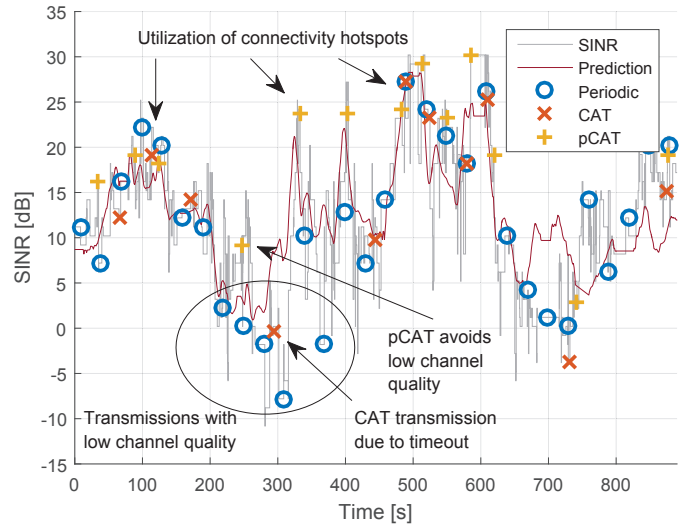 35
30
25
20
15
10
5
0
-5
-10
-15
SINR [dB]
0
100
200
300
400
500
600
700
800
Time [s]
Utilization of connectivity hotspots
SINR
Prediction
Periodic
CAT
pCAT
pCAT avoids
low channel
quality
Transmissions with
low channel quality
CAT transmission
due to timeout